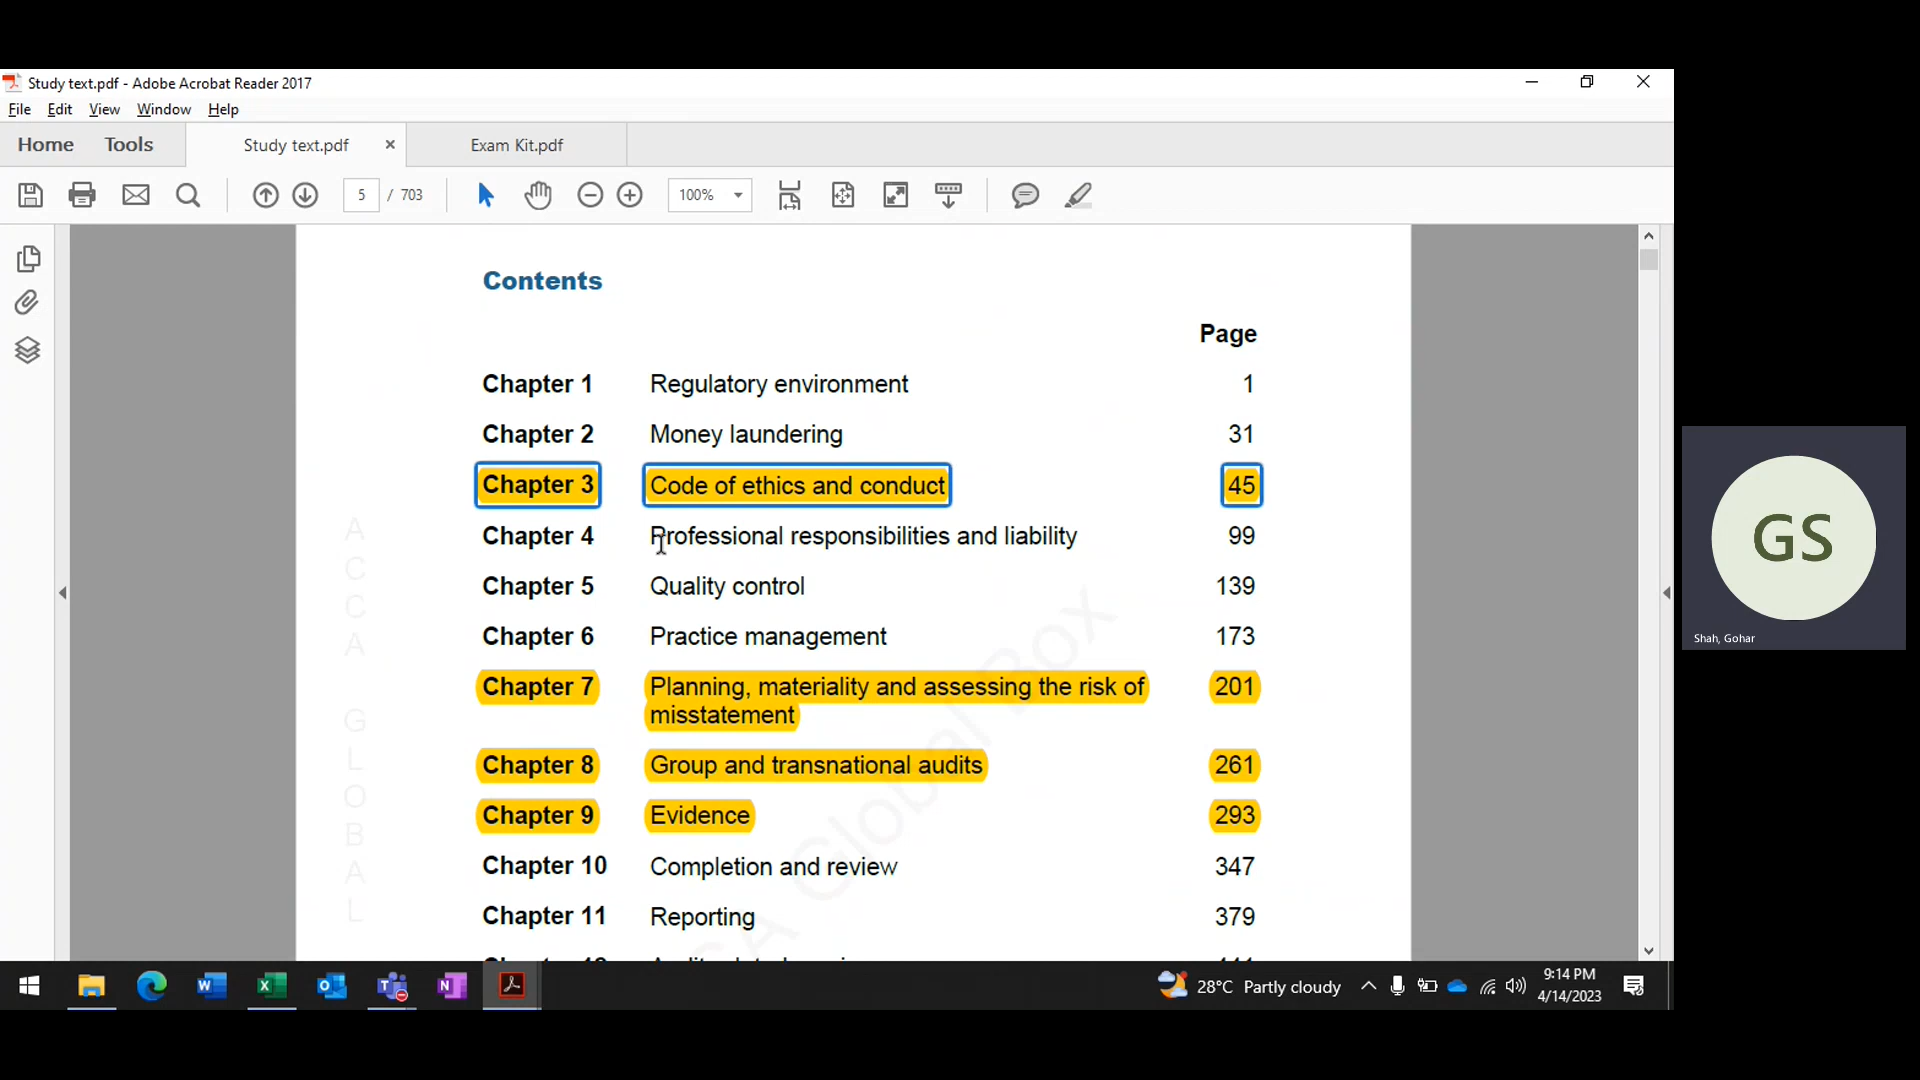 Study text.pdf - Adobe Acrobat Reader 2017
File Edit View Window Help
Home Tools Study text.pdf Exam Kit.pdf
5 / 703 100%
Contents
Page
Chapter 1 Regulatory environment 1
Chapter 2 Money laundering 31
Chapter 3 Code of ethics and conduct 45
Chapter 4 Professional responsibilities and liability 99
Chapter 5 Quality control 139
Chapter 6 Practice management 173
Chapter 7 Planning, materiality and assessing the risk of 201
misstatement
Chapter 8 Group and transnational audits 261
Chapter 9 Evidence 293
Chapter 10 Completion and review 347
Chapter 11 Reporting 379
ACCA GLOBAL
Global Box
GS
Shah, Gohar
28°C Partly cloudy
9:14 PM
4/14/2023